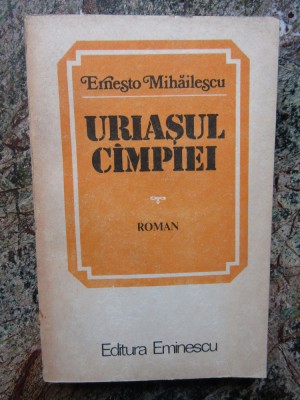 Ernesto Mihăilescu
URIAȘUL
CÎMPIEI
ROMAN
Editura Eminescu